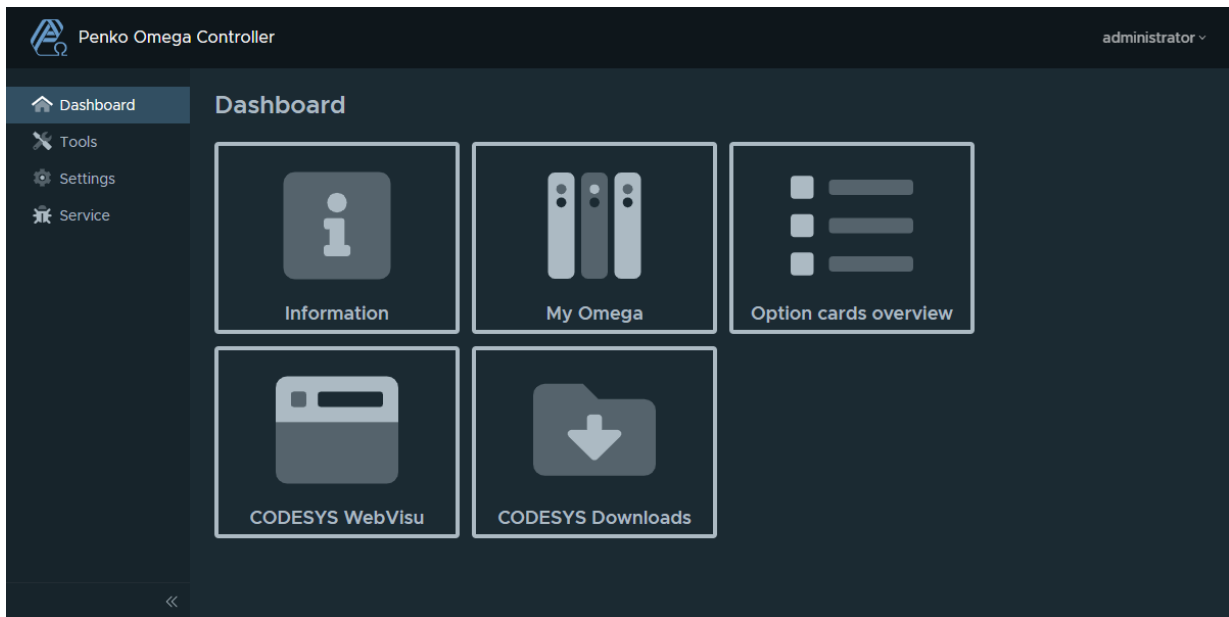 Penko Omega Controller
administrator
Dashboard
Tools
Settings
Service
Dashboard
Information
My Omega
Option cards overview
CODESYS WebVisu
CODESYS Downloads